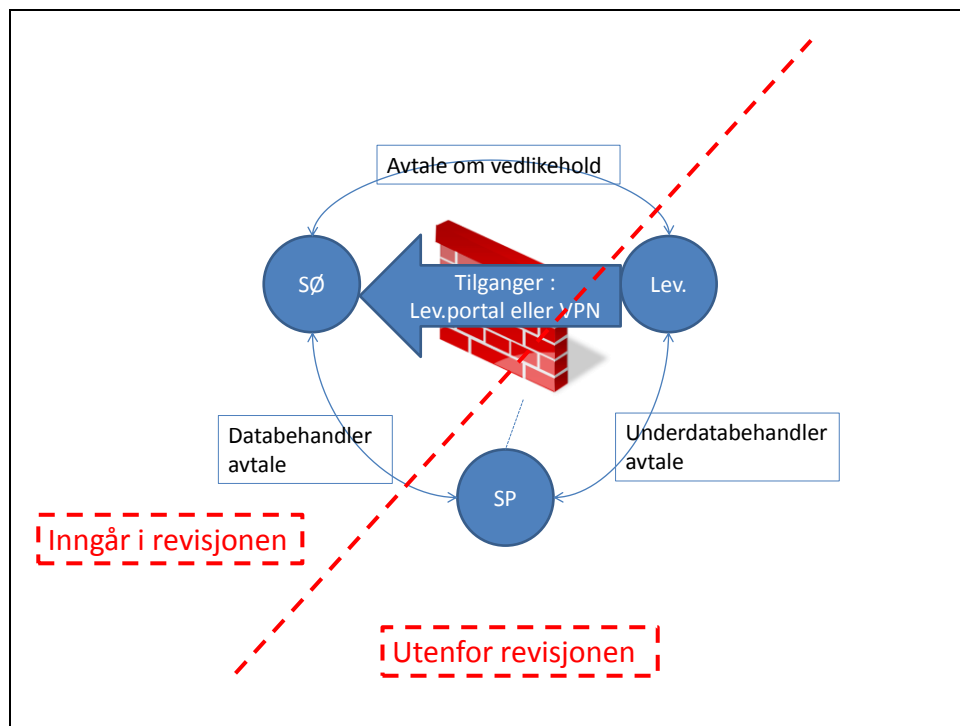 Avtale om vedlikehold
SØ
Tilganger :
Lev.portal eller VPN
Lev.
Databehandler
avtale
Underdatabehandler
avtale
SP
Inngår i revisjonen
Utenfor revisjonen